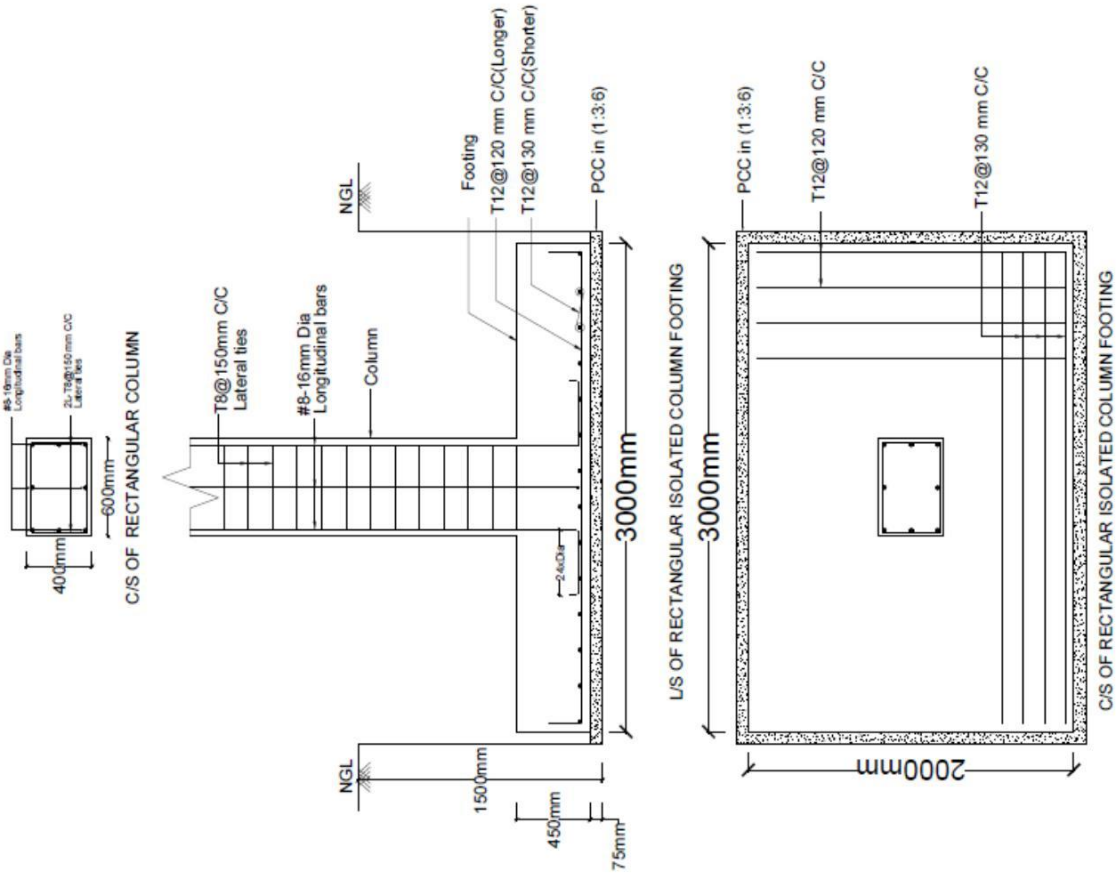 #8-16mm Dia
Longitudinal bars
2L-T8@150mm C/C
Lateral ties
400mm
600mm
C/S OF RECTANGULAR COLUMN
T8@150mm C/C
Lateral ties
#8-16mm Dia
Longitudinal bars
Column
NGL
NGL
Footing
T12@120 mm C/C(Longer)
T12@130 mm C/C(Shorter)
PCC in (1:3:6)
24xDia
1500mm
450mm
75mm
3000mm
L/S OF RECTANGULAR ISOLATED COLUMN FOOTING
3000mm
PCC in (1:3:6)
T12@120 mm C/C
T12@130 mm C/C
2000mm
C/S OF RECTANGULAR ISOLATED COLUMN FOOTING